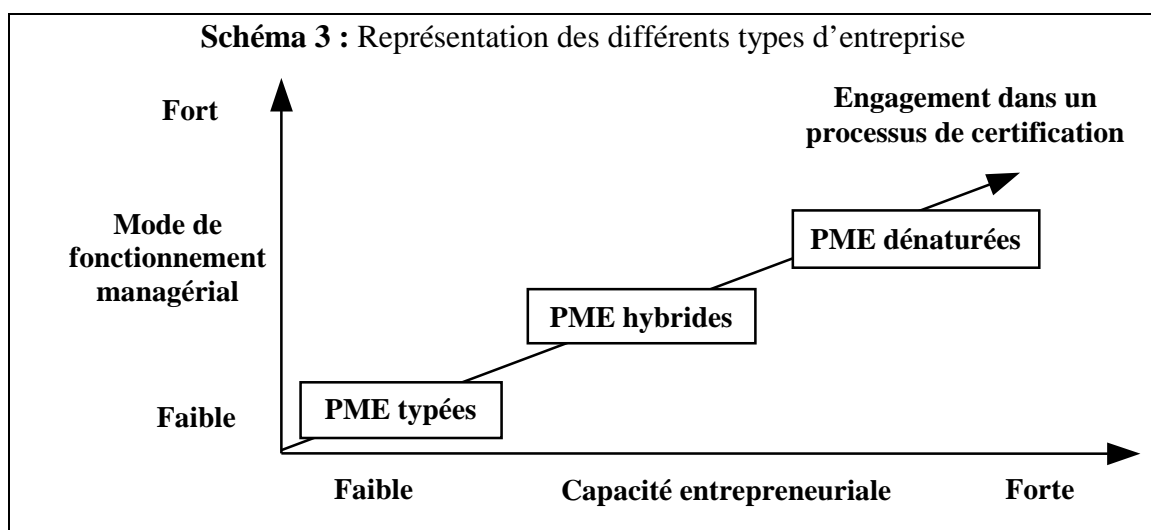 Schéma 3 : Représentation des différents types d'entreprise
Fort
Engagement dans un
processus de certification
Mode de
fonctionnement
managérial
PME dénaturées
PME hybrides
PME typées
Faible
Faible
Capacité entrepreneuriale
Forte